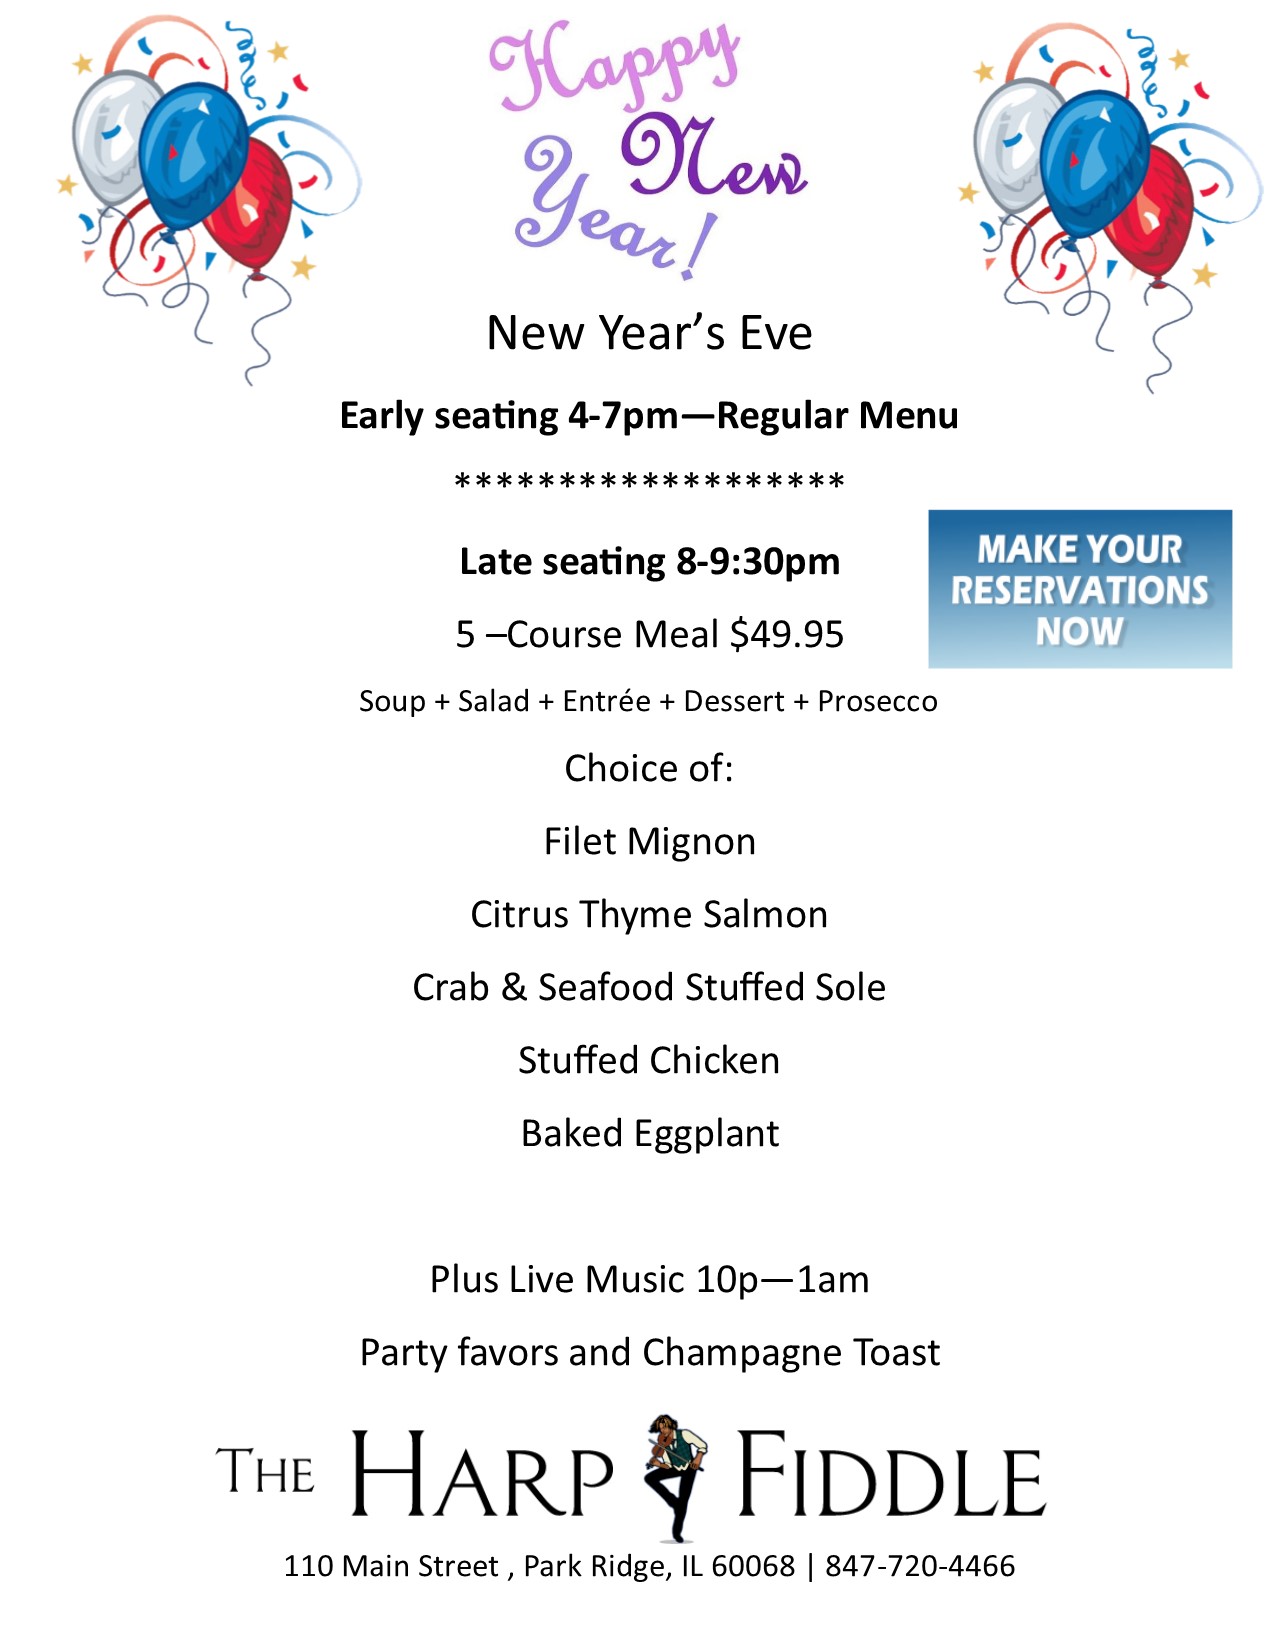 Happy
New
Year!
New Year’s Eve
Early seating 4-7pm—Regular Menu
*******************
Late seating 8-9:30pm
MAKE YOUR
RESERVATIONS
NOW
5 –Course Meal $49.95
Soup + Salad + Entrée + Dessert + Prosecco
Choice of:
Filet Mignon
Citrus Thyme Salmon
Crab & Seafood Stuffed Sole
Stuffed Chicken
Baked Eggplant
Plus Live Music 10p—1am
Party favors and Champagne Toast
THE HARP FIDDLE
110 Main Street , Park Ridge, IL 60068 | 847-720-4466